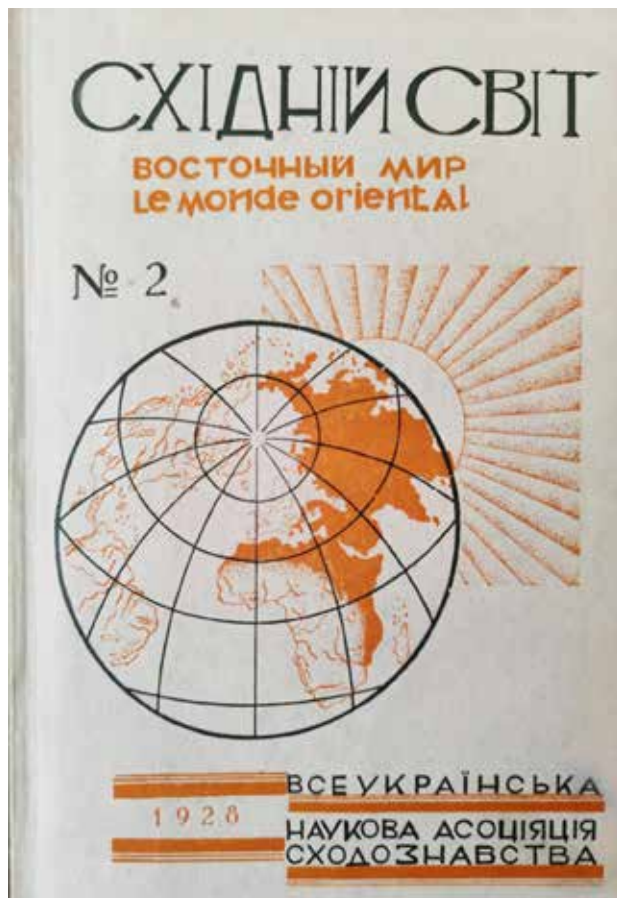 СХІДНІЙ СВІТ
ВОСТОЧНЫЙ МИР
Le Monde oriental
№ 2
1928
ВСЕУКРАЇНСЬКА
НАУКОВА АСОЦІЯЦІЯ
СХОДОЗНАВСТВА